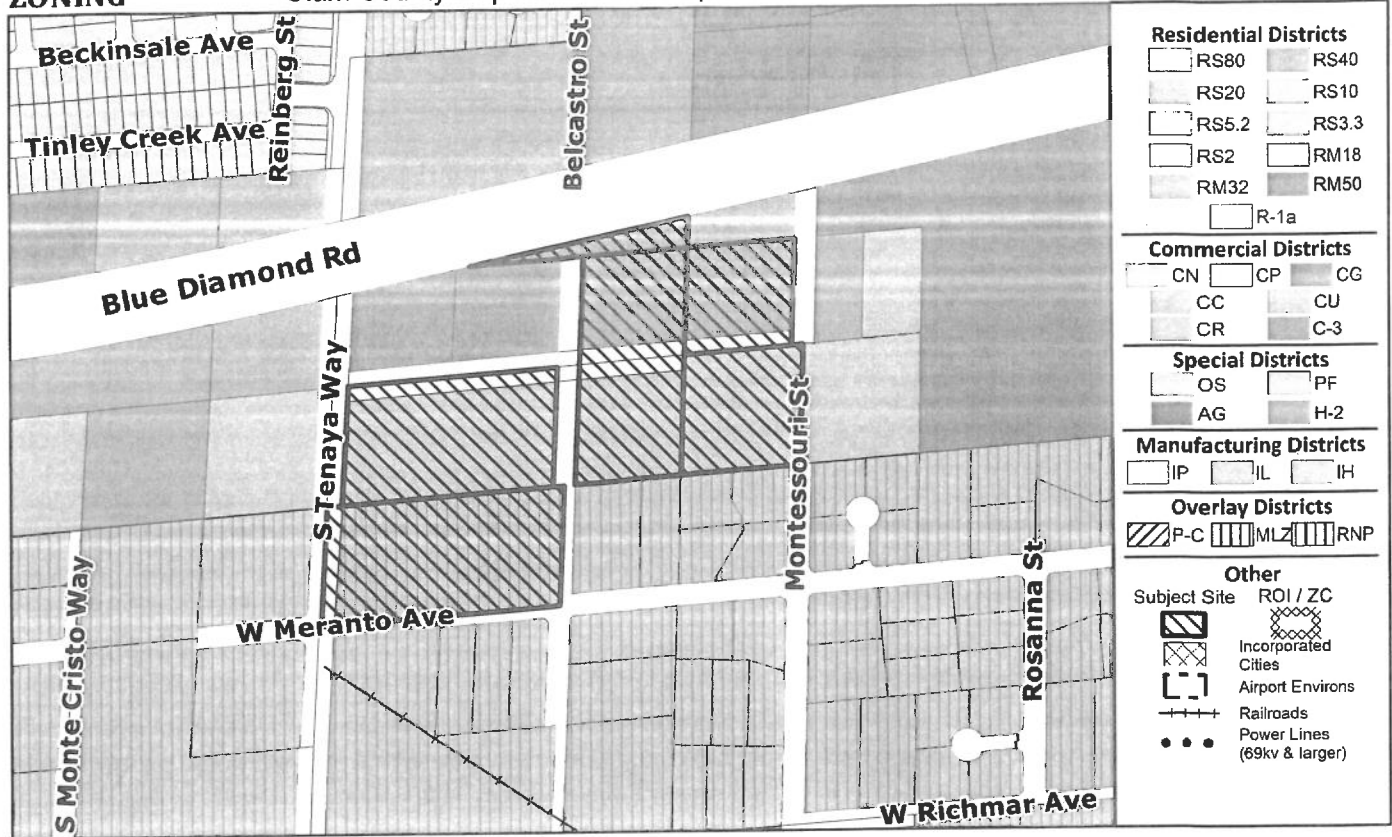 ZONING
Beckinsale Ave
Reinberg St
Belcastro St
Tinley Creek Ave
Blue Diamond Rd
S Tenaya Way
Montessouri St
S Monte Cristo Way
W Meranto Ave
Rosanna St
W Richmar Ave
Residential Districts
RS80 RS40
RS20 RS10
RS5.2 RS3.3
RS2 RM18
RM32 RM50
R-1a
Commercial Districts
CN CP CG
CC CU
CR C-3
Special Districts
OS PF
AG H-2
Manufacturing Districts
IP IL IH
Overlay Districts
P-C MLZ RNP
Other
Subject Site ROI / ZC
Incorporated
Cities
Airport Environs
Railroads
Power Lines
(69kv & larger)